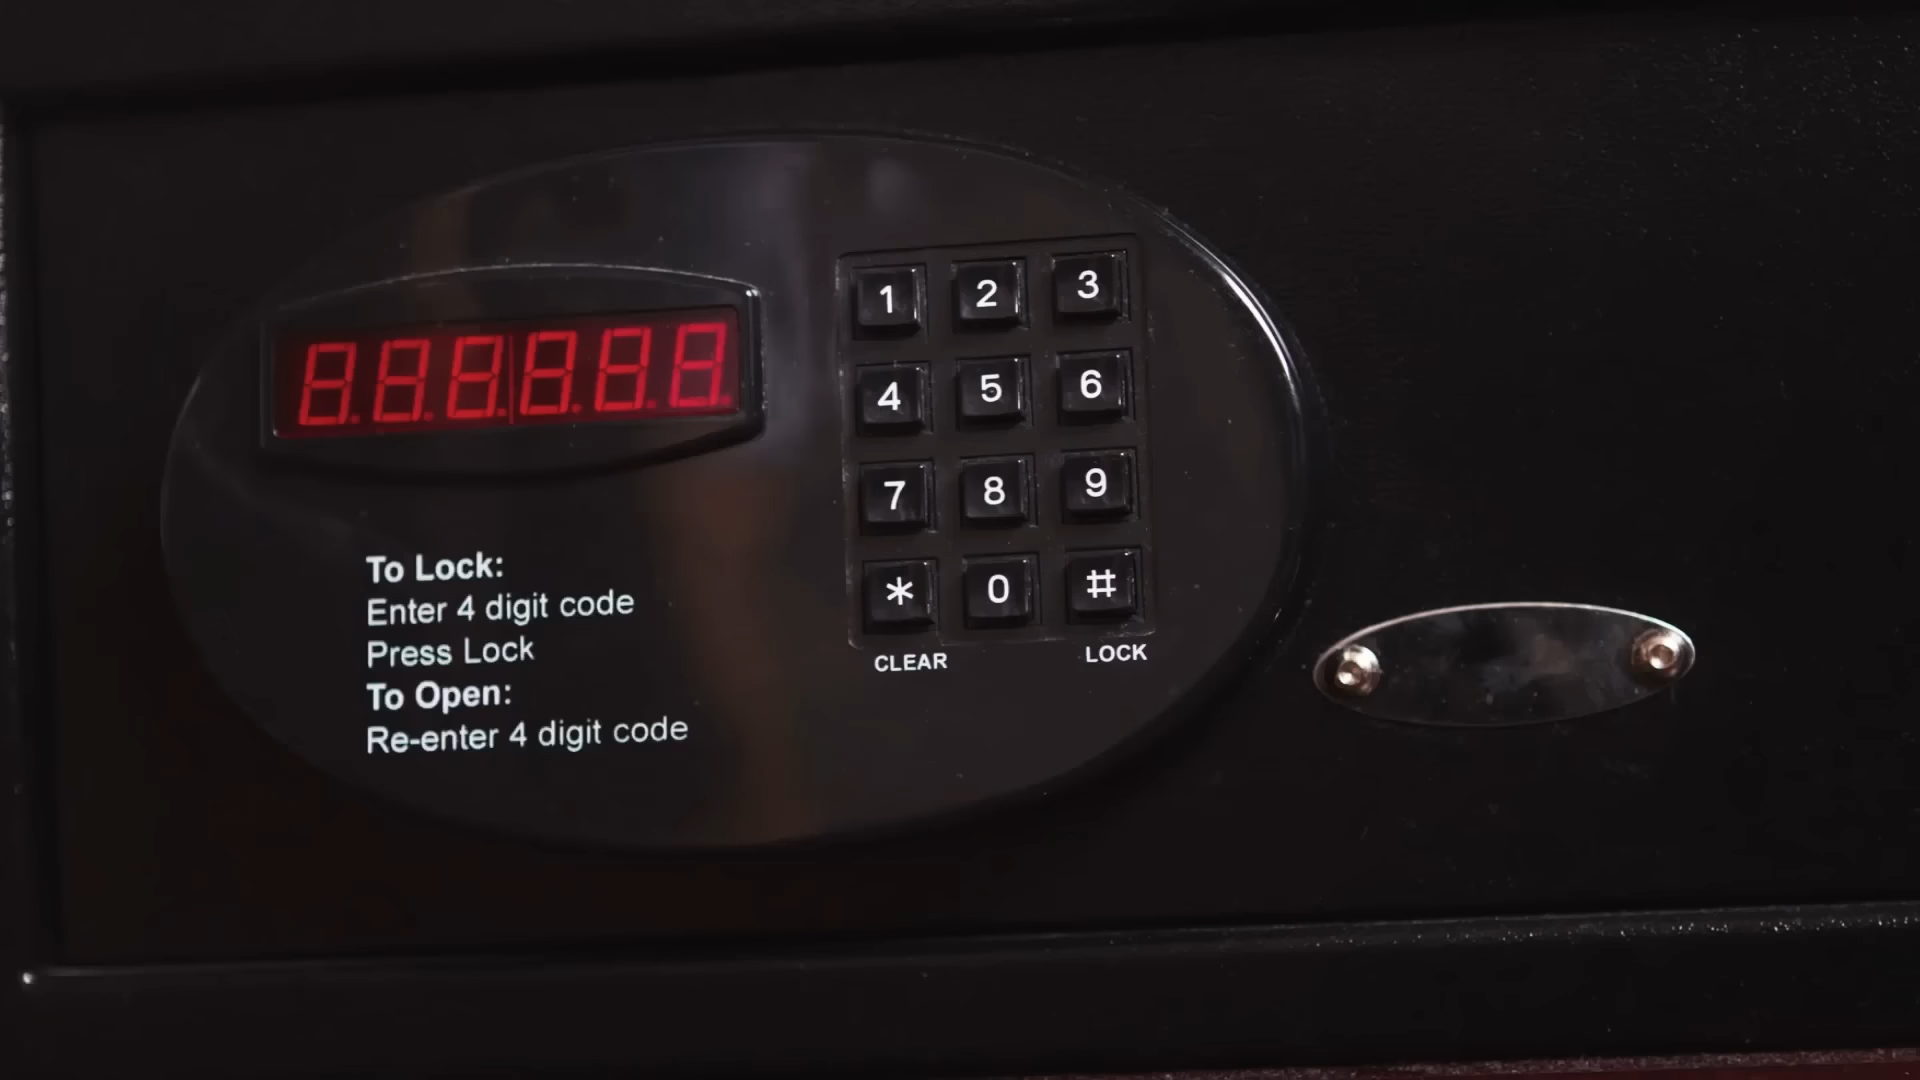 8.8.8.8.8.8.
1 2 3
4 5 6
7 8 9
* 0 #
CLEAR LOCK
To Lock:
Enter 4 digit code
Press Lock
To Open:
Re-enter 4 digit code